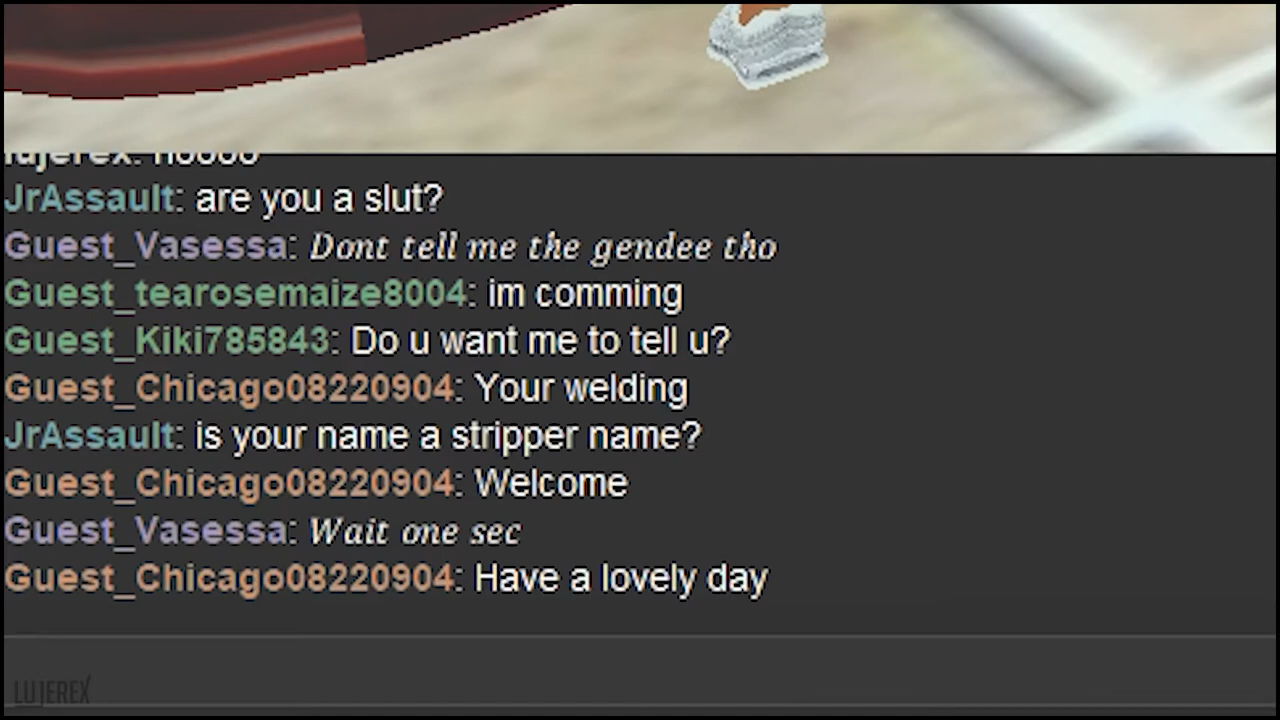 lujerex: noooo
JrAssault: are you a slut?
Guest_Vasessa: Dont tell me the gendee tho
Guest_tearosemaize8004: im comming
Guest_Kiki785843: Do u want me to tell u?
Guest_Chicago08220904: Your welding
JrAssault: is your name a stripper name?
Guest_Chicago08220904: Welcome
Guest_Vasessa: Wait one sec
Guest_Chicago08220904: Have a lovely day
LUJEREX